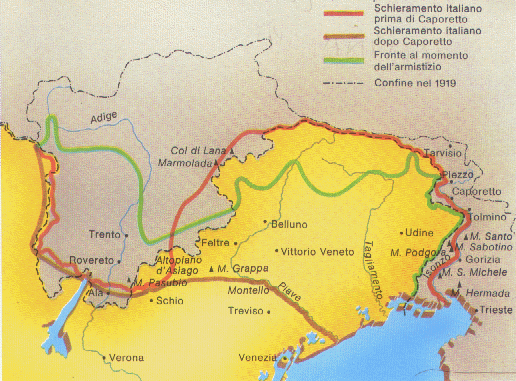 Schieramento Italiano
prima di Caporetto
Schieramento italiano
dopo Caporetto
Fronte al momento
dell'armistizio
Confine nel 1919
Adige
Col di Lana
Marmolada
Tarvisio
Plezzo
Caporetto
Tolmino
Trento
Belluno
Feltre
Udine
M. Santo
M. Sabotino
Rovereto
Altopiano
d'Asiago
M. Grappa
Vittorio Veneto
M. Podgora
Gorizia
Isonzo
M. S. Michele
Tagliamento
Ala
M. Pasubio
Schio
Montello
Piave
Hermada
Treviso
Trieste
Verona
Venezia